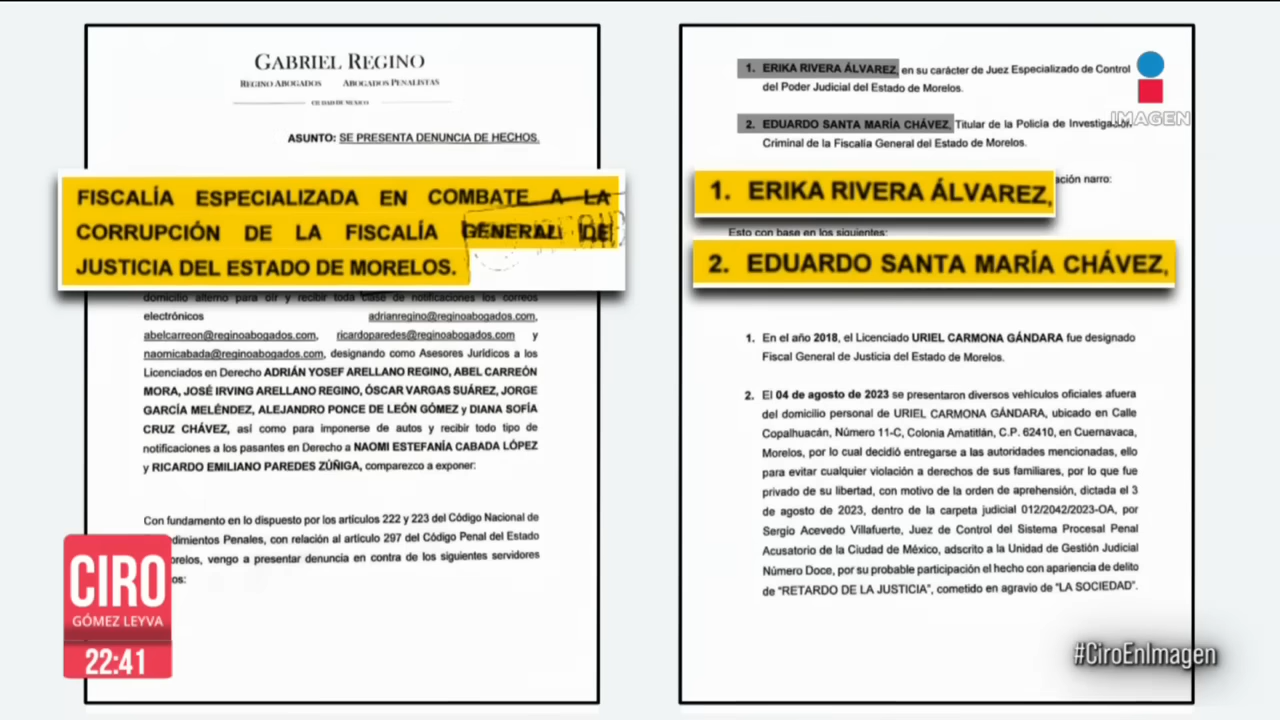 GABRIEL REGINO
REGINO ABOGADOS ABOGADOS PENALISTAS
CIUDAD DE MEXICO
ASUNTO: SE PRESENTA DENUNCIA DE HECHOS.
FISCALÍA ESPECIALIZADA EN COMBATE A LA
CORRUPCIÓN DE LA FISCALÍA GENERAL DE
JUSTICIA DEL ESTADO DE MORELOS.
domicilio alterno para oír y recibir toda clase de notificaciones los correos
electrónicos adrianregino@reginoabogados.com,
abelcarreon@reginoabogados.com, ricardoparedes@reginoabogados.com y
naomicabada@reginoabogados.com, designando como Asesores Jurídicos a los
Licenciados en Derecho ADRIÁN YOSEF ARELLANO REGINO, ABEL CARREÓN
MORA, JOSÉ IRVING ARELLANO REGINO, ÓSCAR VARGAS SUÁREZ, JORGE
GARCÍA MELÉNDEZ, ALEJANDRO PONCE DE LEÓN GÓMEZ y DIANA SOFÍA
CRUZ CHÁVEZ, así como para imponerse de autos y recibir todo tipo de
notificaciones a los pasantes en Derecho a NAOMI ESTEFANÍA CABADA LÓPEZ
y RICARDO EMILIANO PAREDES ZÚÑIGA, comparezco a exponer:
Con fundamento en lo dispuesto por los artículos 222 y 223 del Código Nacional de
dimientos Penales, con relación al artículo 297 del Código Penal del Estado
orelos, vengo a presentar denuncia en contra de los siguientes servidores
os:
CIRO
GÓMEZ LEYVA
22:41
1. ERIKA RIVERA ÁLVAREZ, en su carácter de Juez Especializado de Control
del Poder Judicial del Estado de Morelos.
2. EDUARDO SANTA MARÍA CHÁVEZ, Titular de la Policía de Investigación
Criminal de la Fiscalía General del Estado de Morelos.
IMAGEN
ación narro:
1. ERIKA RIVERA ÁLVAREZ,
Esto con base en los siguientes:
2. EDUARDO SANTA MARÍA CHÁVEZ,
1. En el año 2018, el Licenciado URIEL CARMONA GÁNDARA fue designado
Fiscal General de Justicia del Estado de Morelos.
2. El 04 de agosto de 2023 se presentaron diversos vehículos oficiales afuera
del domicilio personal de URIEL CARMONA GÁNDARA, ubicado en Calle
Copalhuacán, Número 11-C, Colonia Amatitlán, C.P. 62410, en Cuernavaca,
Morelos, por lo cual decidió entregarse a las autoridades mencionadas, ello
para evitar cualquier violación a derechos de sus familiares, por lo que fue
privado de su libertad, con motivo de la orden de aprehensión, dictada el 3
de agosto de 2023, dentro de la carpeta judicial 012/2042/2023-OA, por
Sergio Acevedo Villafuerte, Juez de Control del Sistema Procesal Penal
Acusatorio de la Ciudad de México, adscrito a la Unidad de Gestión Judicial
Número Doce, por su probable participación el hecho con apariencia de delito
de “RETARDO DE LA JUSTICIA”, cometido en agravio de “LA SOCIEDAD”.
#CiroEnImagen